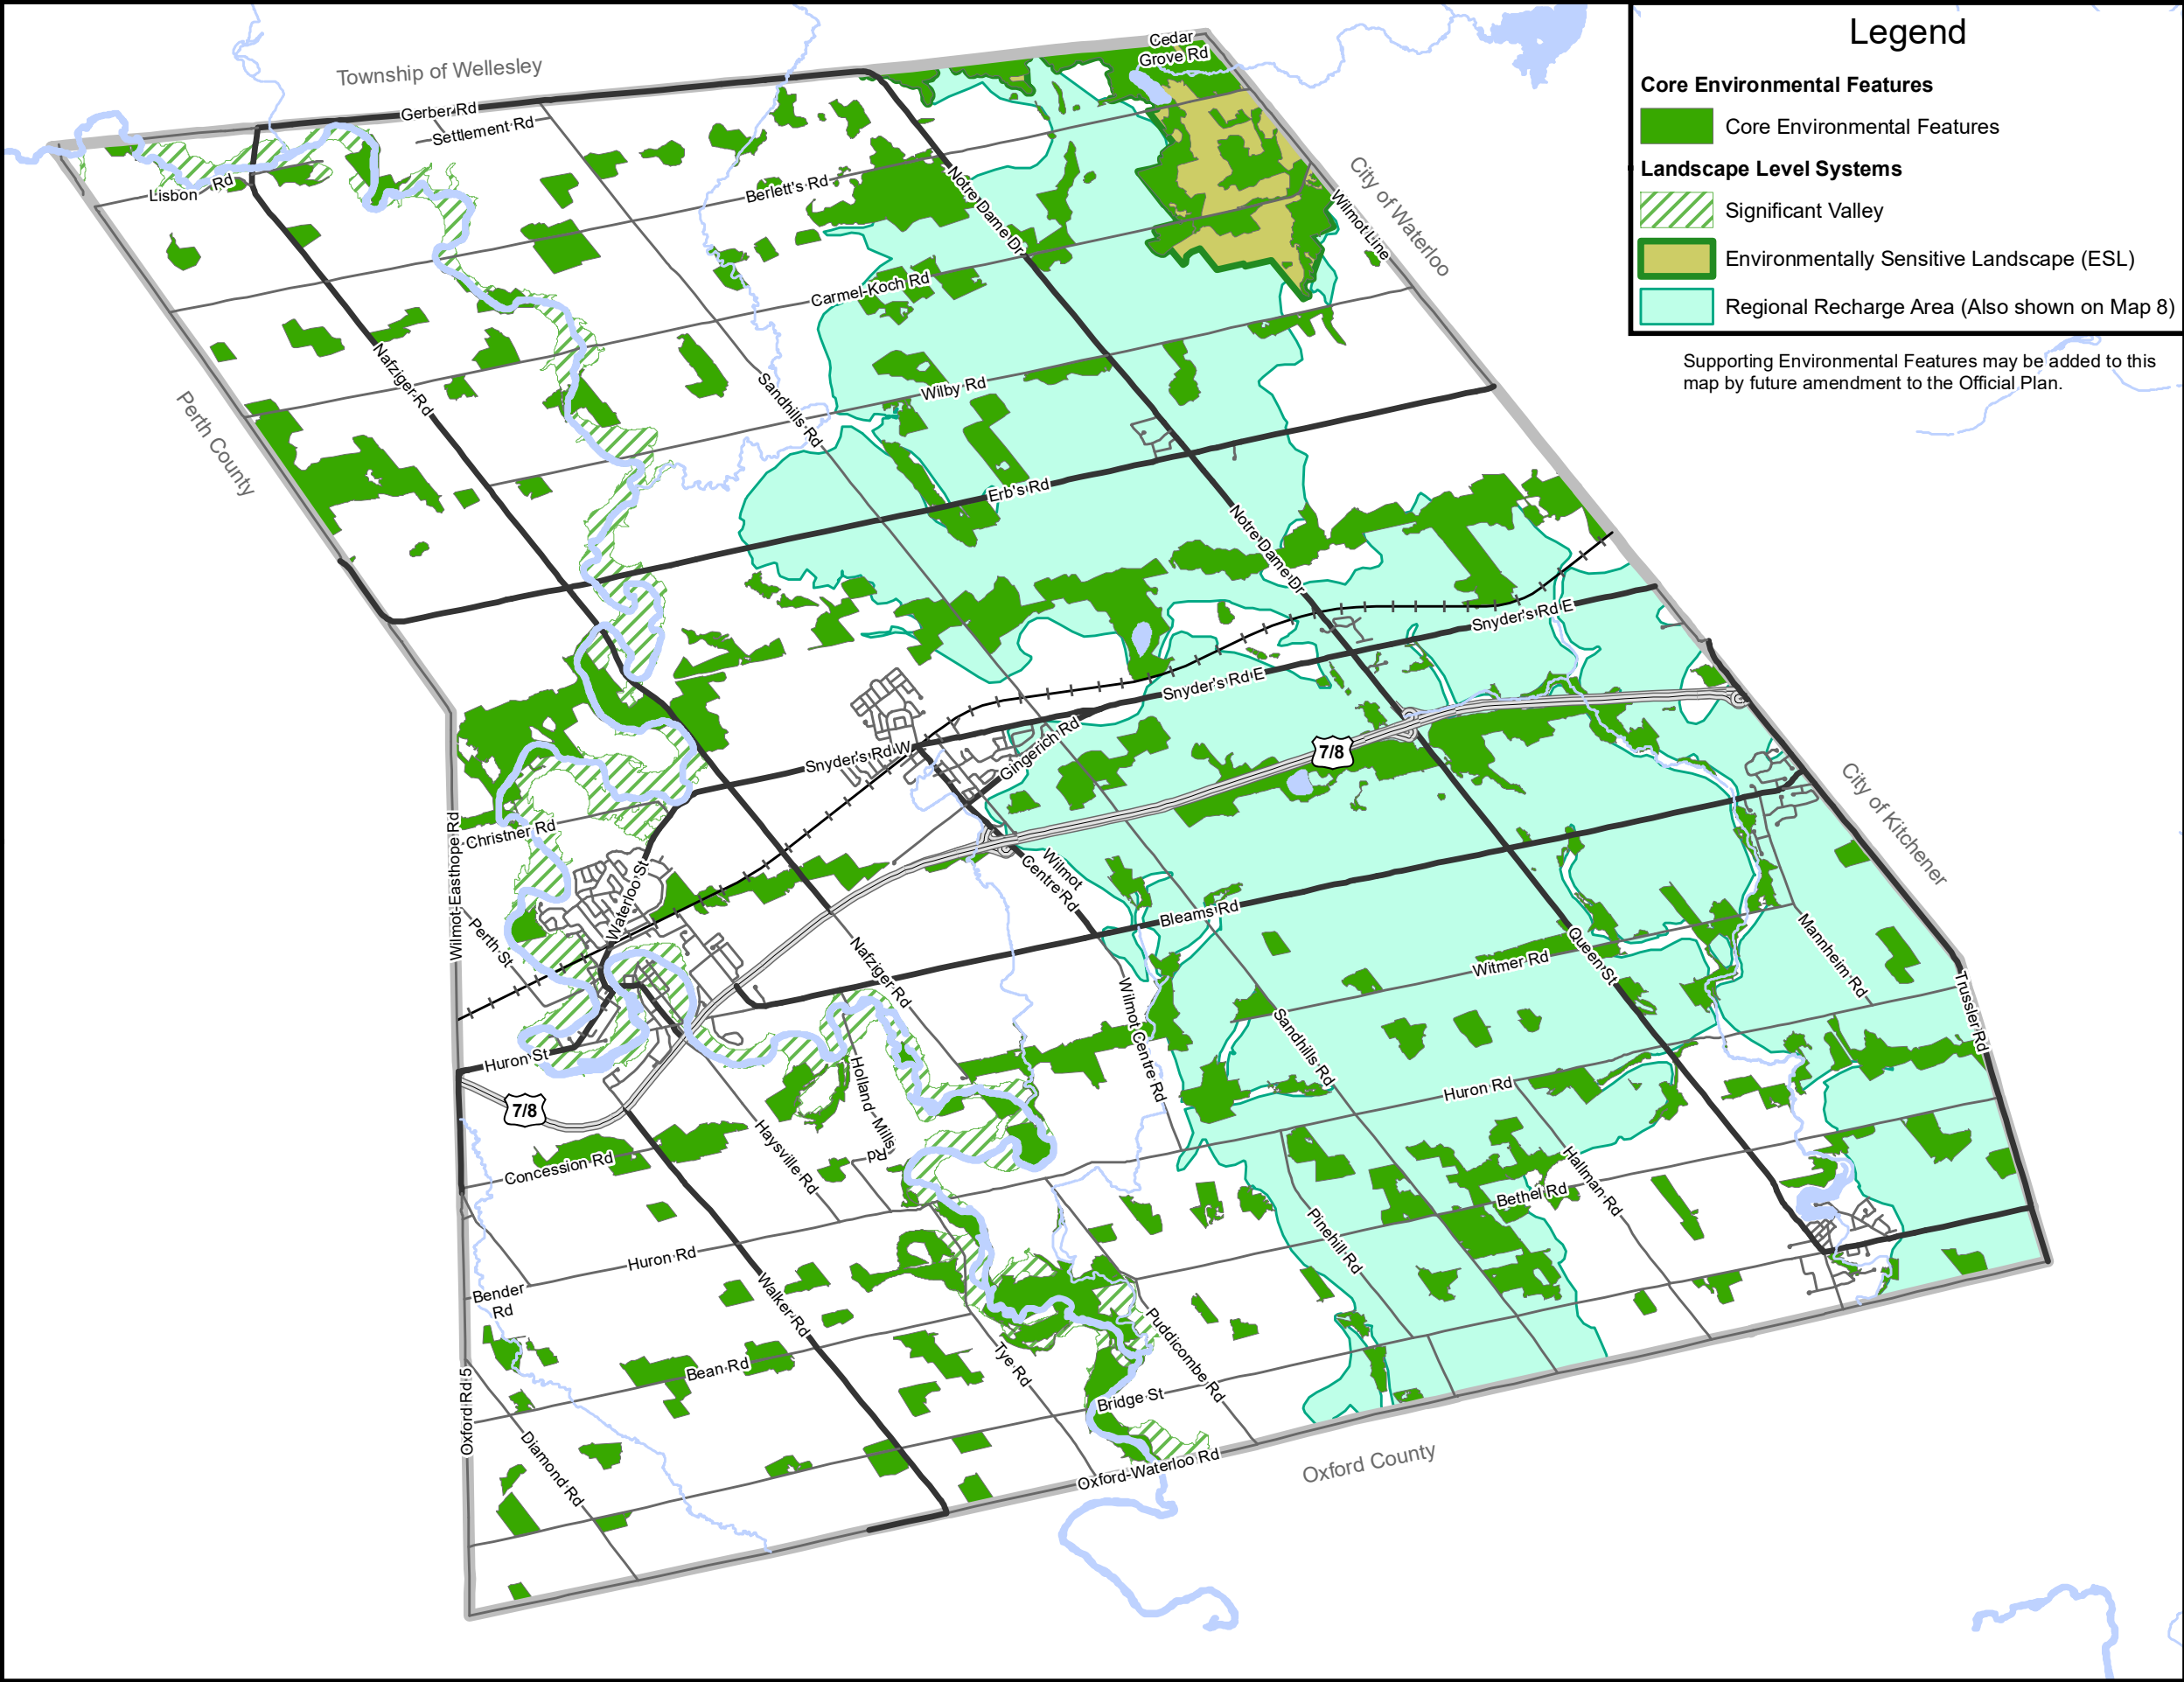 Legend
Core Environmental Features
Core Environmental Features
Landscape Level Systems
Significant Valley
Environmentally Sensitive Landscape (ESL)
Regional Recharge Area (Also shown on Map 8)
Supporting Environmental Features may be added to this
map by future amendment to the Official Plan.
Cedar
Grove Rd
Township of Wellesley
Gerber Rd
Settlement Rd
Lisbon Rd
Berlett's Rd
Notre Dame Dr
City of Waterloo
Wilmot Line
Carmel-Koch Rd
Nafziger Rd
Sandhills Rd
Wilby Rd
Perth County
Erb's Rd
Notre Dame Dr
Snyder's Rd E
Snyder's Rd E
Gingerich Rd
Snyder's Rd W
7/8
City of Kitchener
Christner Rd
Wilmot-Easthope Rd
Waterloo St
Perth St
Wilmot
Centre Rd
Bleams Rd
Nafziger Rd
Witmer Rd
Queen St
Mannheim Rd
Trussler Rd
Wilmot Centre Rd
Sandhills Rd
Huron St
7/8
Holland-Mills
Rd
Haysville Rd
Huron Rd
Hallman Rd
Concession Rd
Bethel Rd
Pinehill Rd
Huron Rd
Bender
Rd
Walker Rd
Puddicombe Rd
Tye Rd
Bean Rd
Bridge St
Oxford Rd 5
Diamond Rd
Oxford-Waterloo Rd
Oxford County